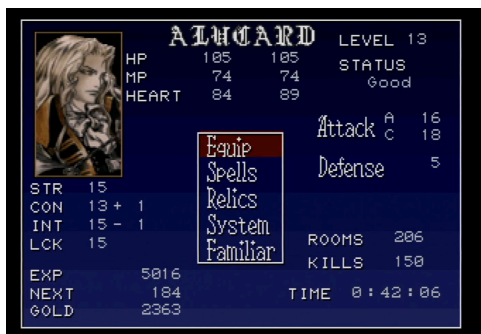 ALUCARD
LEVEL 13
HP 105 105
MP 74 74
HEART 84 89
STATUS
Good
Attack A 16
C 18
Defense 5
Equip
Spells
Relics
System
Familiar
STR 15
CON 13 + 1
INT 15 - 1
LCK 15
ROOMS 206
KILLS 150
EXP 5016
NEXT 184
GOLD 2363
TIME 0:42:06